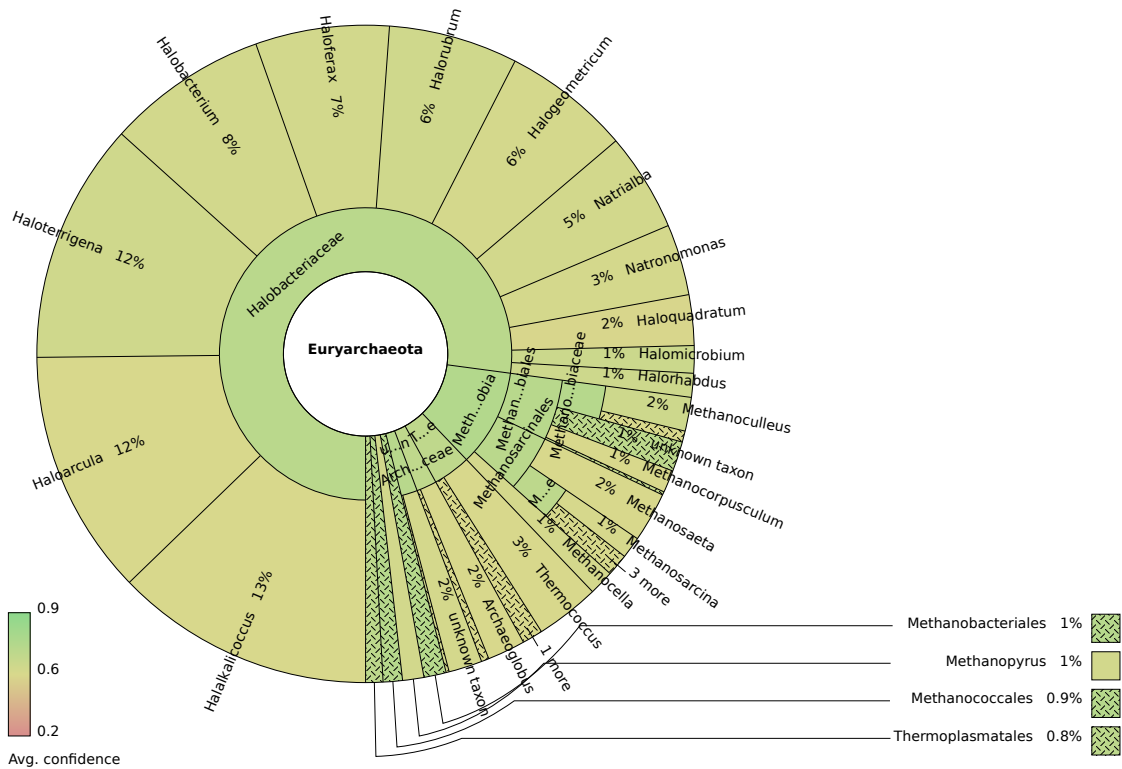 Euryarchaeota
Halobacteriaceae
Halorubrum 6%
Halogeometricum 6%
Natrialba 5%
Natronomonas 3%
Haloquadratum 2%
Halomicrobium 1%
Halorhabdus 1%
Methanoculleus 2%
unknown taxon 1%
Methanocorpusculum 1%
Methanosaeta 2%
Methanosarcina 1%
3 more
Methanocella 1%
Thermococcus 3%
1 more
Archaeoglobus 2%
unknown taxon 2%
Halalkalicoccus 13%
Haloarcula 12%
Haloterrigena 12%
Halobacterium 8%
Haloferax 7%
Meth...obia
Methan...biales
Methano...biaceae
Methanosarcinales
M...e
Arch...ceae
T...e
u...n
Methanobacteriales 1%
Methanopyrus 1%
Methanococcales 0.9%
Thermoplasmatales 0.8%
0.9
0.6
0.2
Avg. confidence